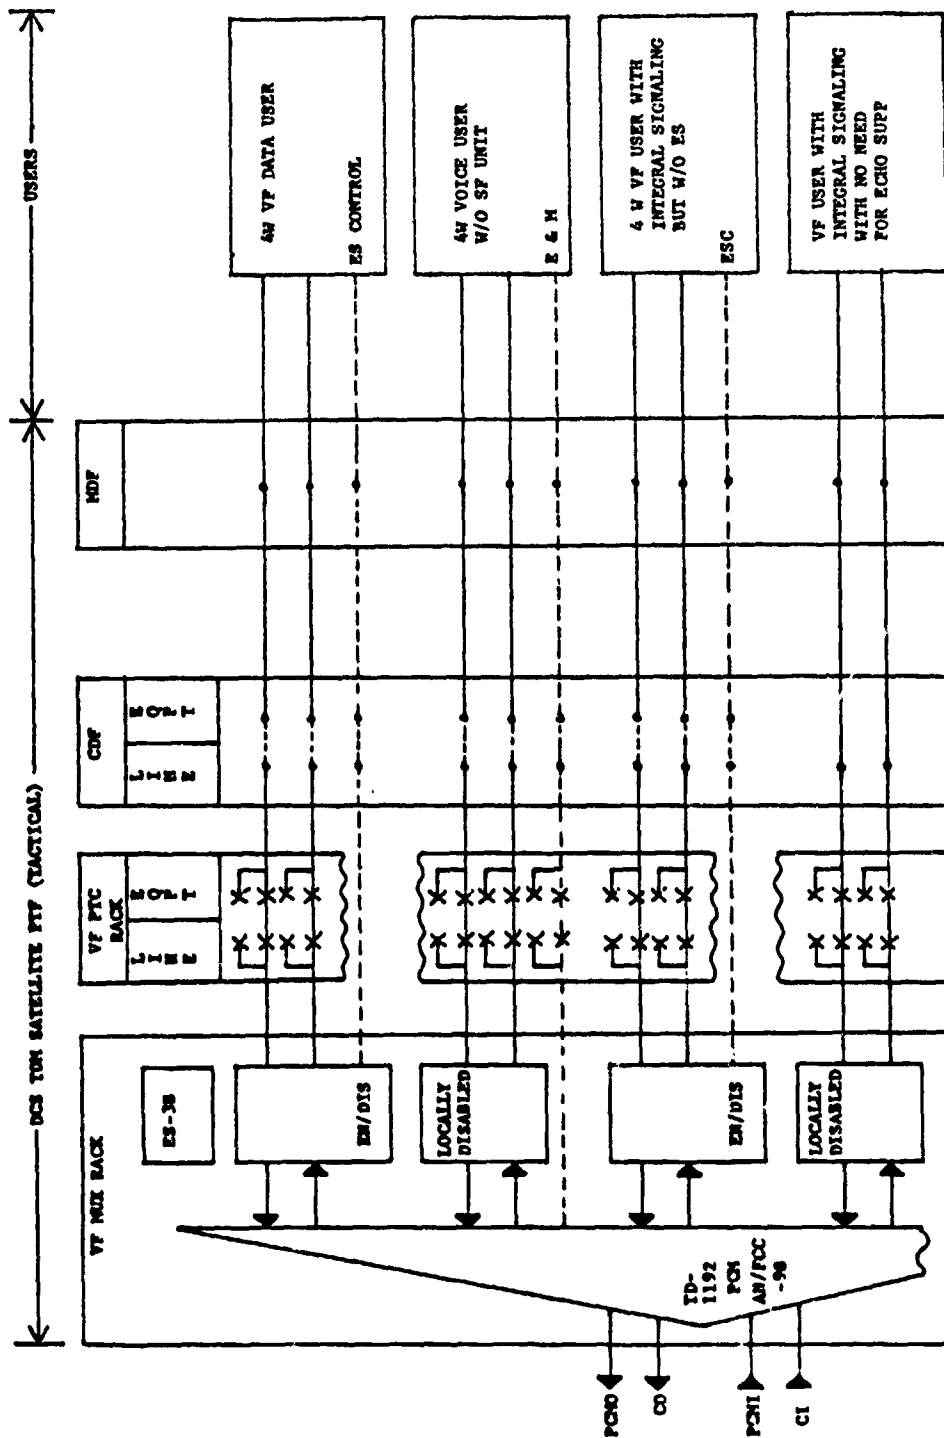 DCS TDM SATELLITE PTF (TACTICAL)
USERS
VF MUX RACK
VF PTC
RACK
LINE
EQPT
CDF
LINE
EQPT
MDF
ES-3B
EN/DIS
4W VF DATA USER
ES CONTROL
LOCALLY
DISABLED
4W VOICE USER
W/O SF UNIT
E & M
EN/DIS
4 W VF USER WITH
INTEGRAL SIGNALING
BUT W/O ES
ESC
LOCALLY
DISABLED
VF USER WITH
INTEGRAL SIGNALING
WITH NO NEED
FOR ECHO SUPP
TD-
1192
PCM
AN/FCC
-98
PCMO
CO
PCMI
CI